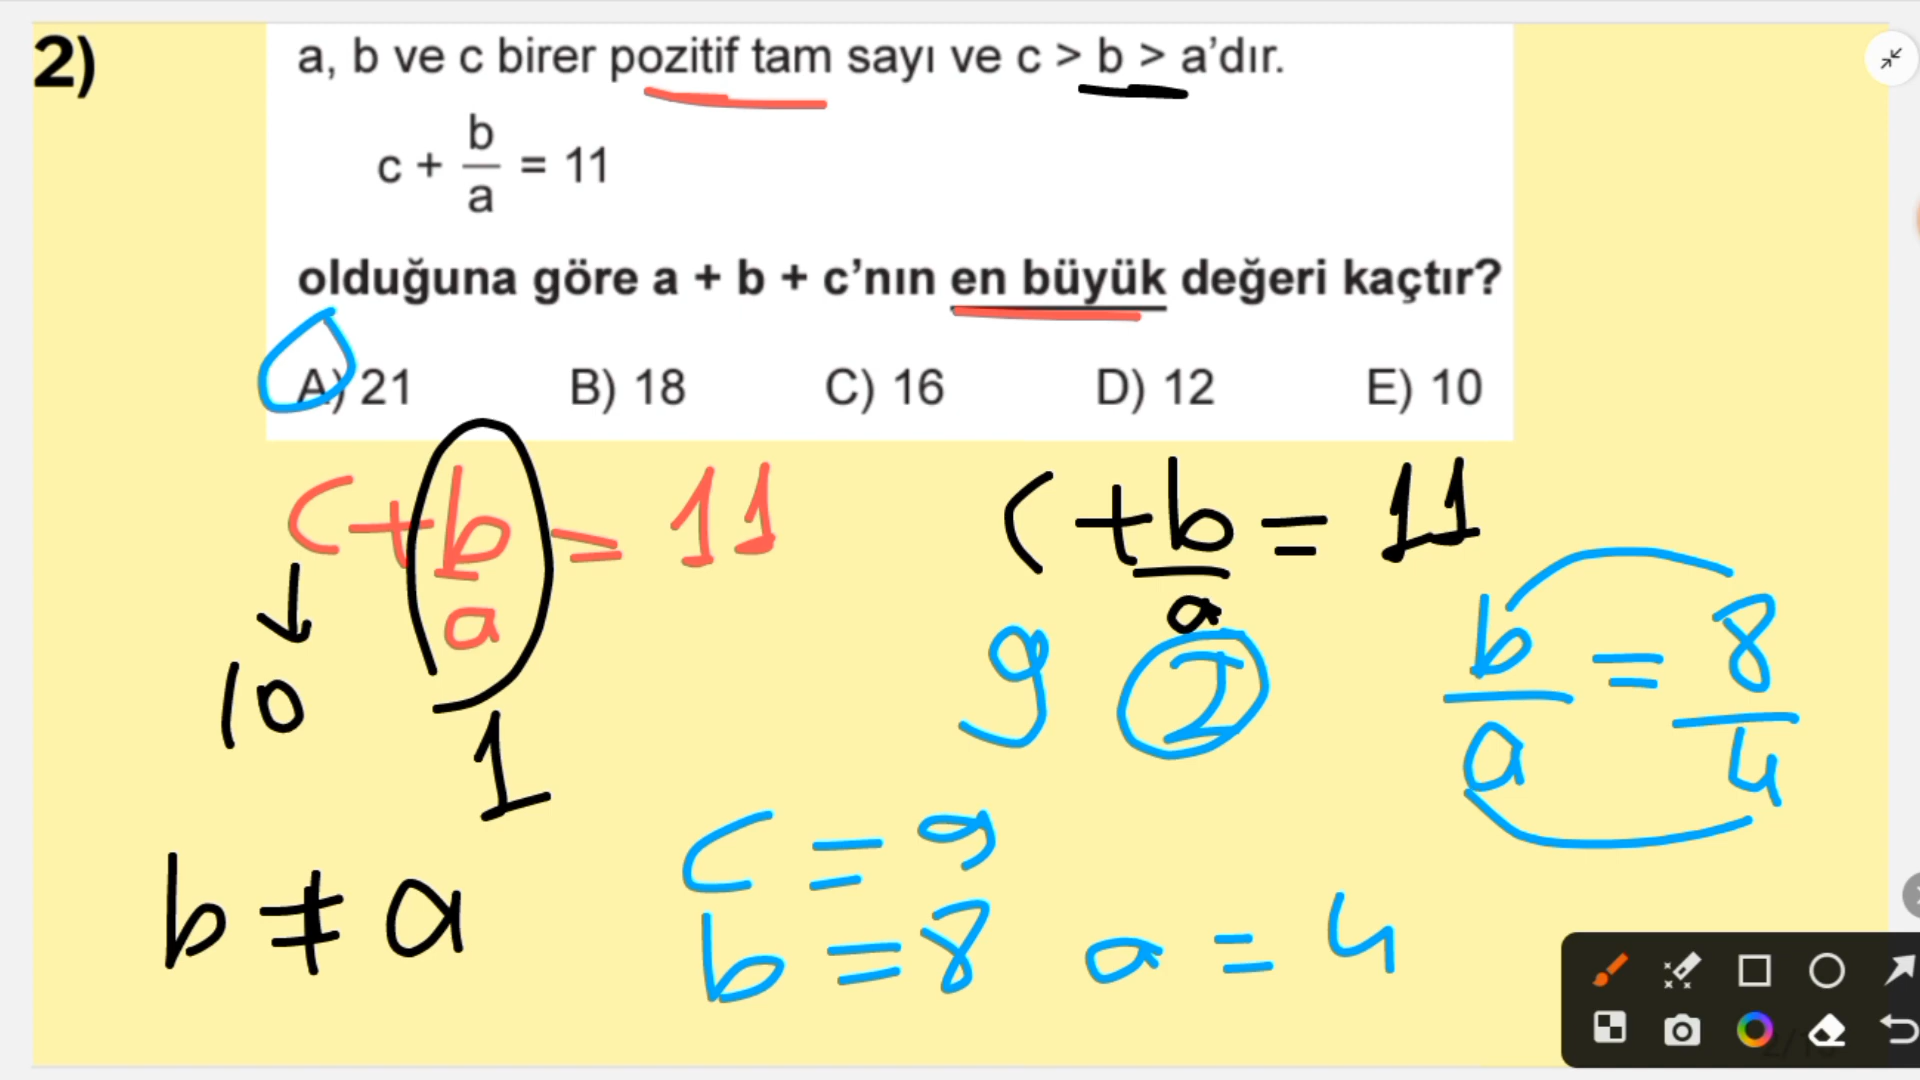 2)
a, b ve c birer pozitif tam sayı ve c > b > a’dır.
c + b/a = 11
olduğuna göre a + b + c’nın en büyük değeri kaçtır?
A) 21 B) 18 C) 16 D) 12 E) 10
c + b/a = 11
10
1
b ≠ a
c + b/a = 11
9 2
b/a = 8/4
c = 9
b = 8 a = 4